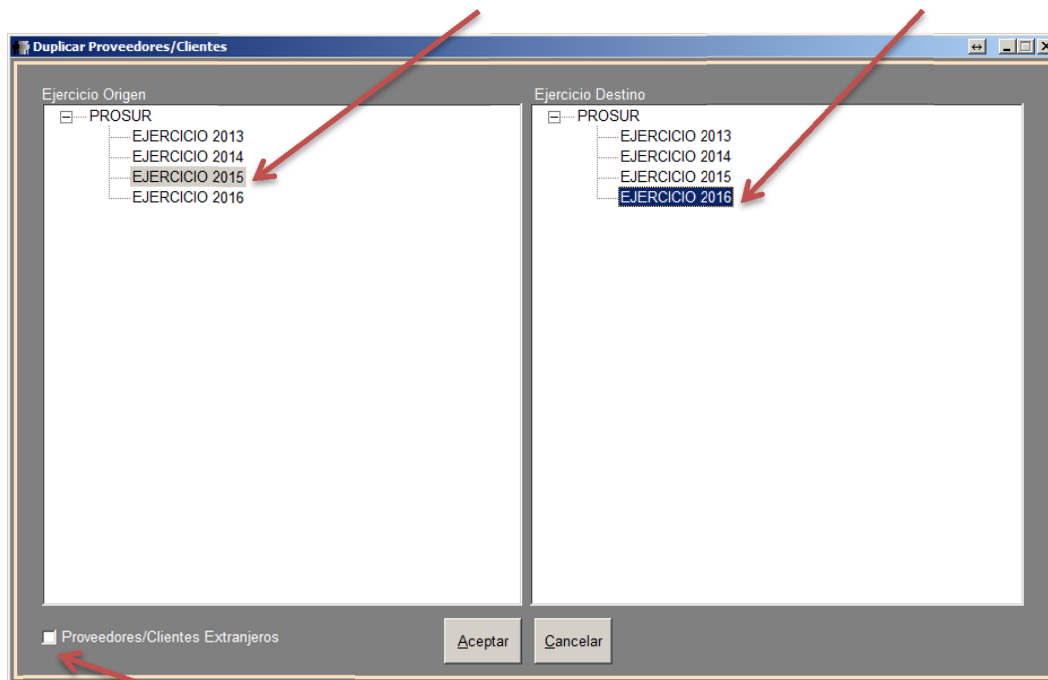 Duplicar Proveedores/Clientes
Ejercicio Origen
PROSUR
EJERCICIO 2013
EJERCICIO 2014
EJERCICIO 2015
EJERCICIO 2016
Ejercicio Destino
PROSUR
EJERCICIO 2013
EJERCICIO 2014
EJERCICIO 2015
EJERCICIO 2016
Proveedores/Clientes Extranjeros
Aceptar
Cancelar